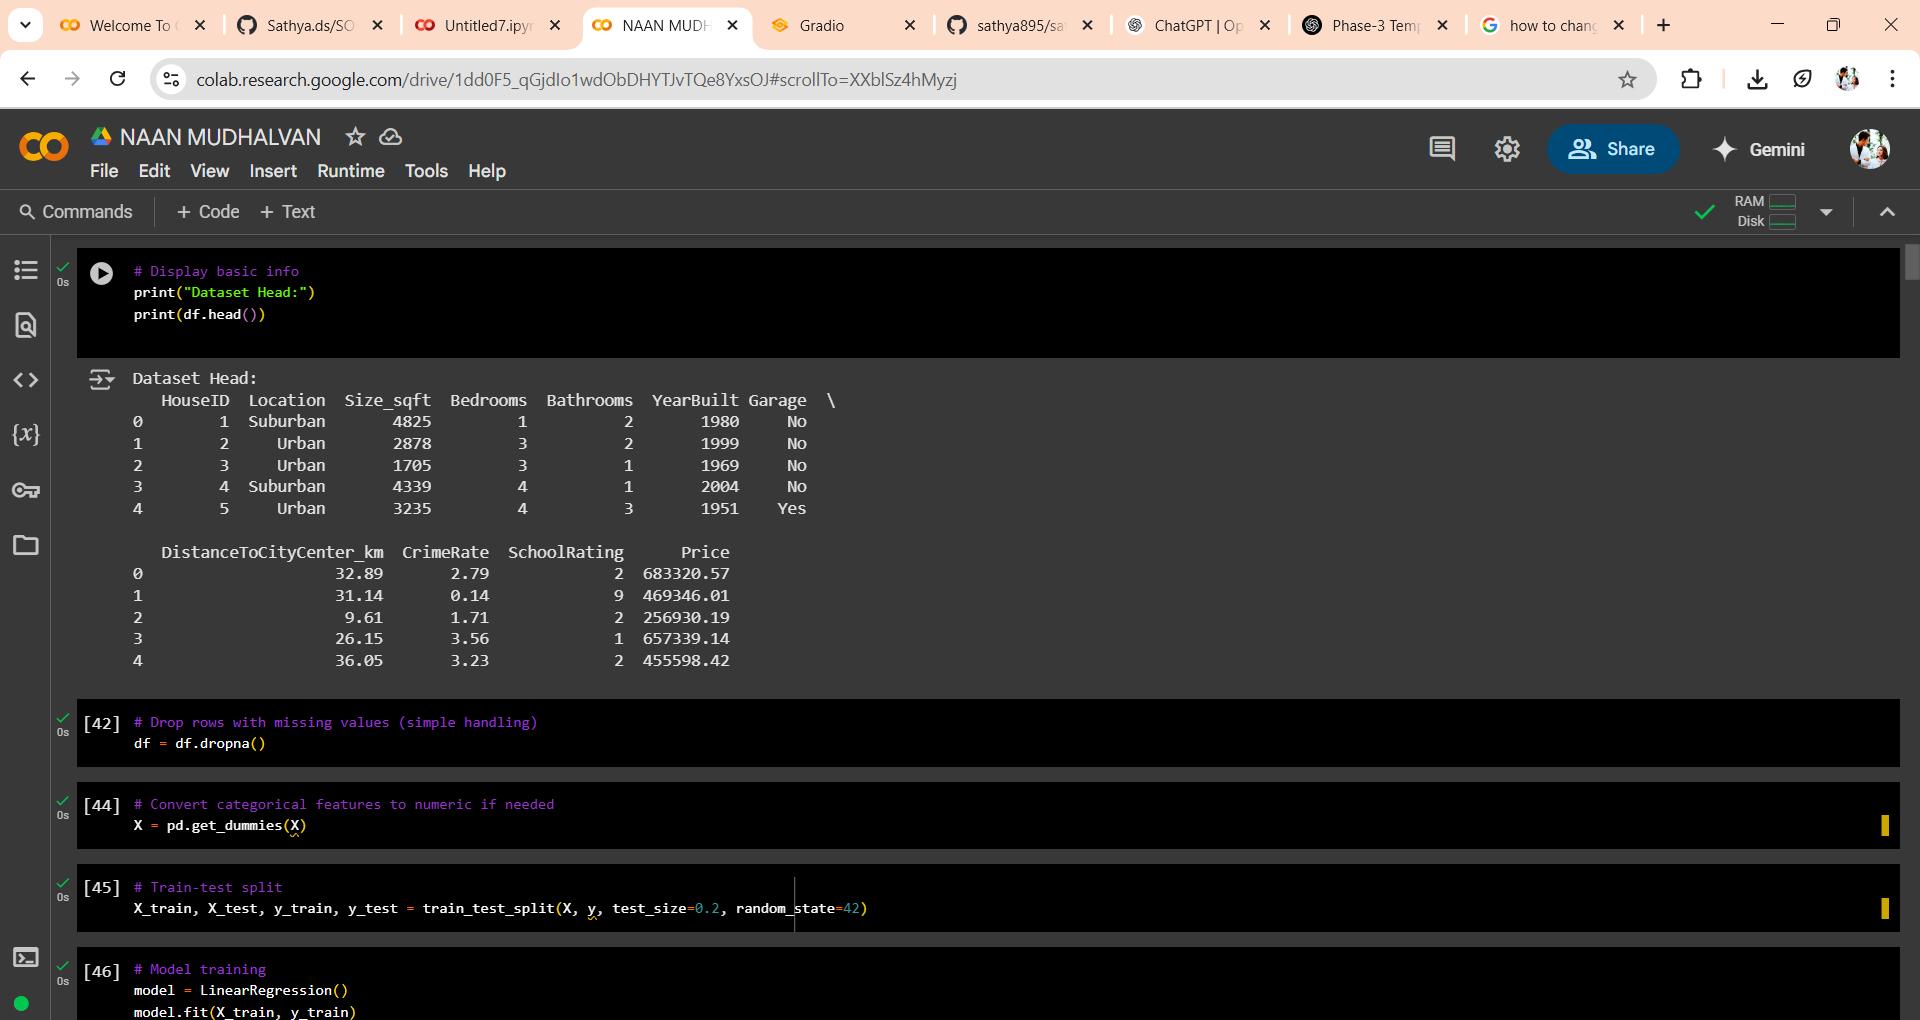 Welcome To
Sathya.ds/SO
Untitled7.ipy
NAAN MUDH
Gradio
sathya895/sa
ChatGPT | Op
Phase-3 Temp
how to chang
colab.research.google.com/drive/1dd0F5_qGjdIo1wdObDHYTJvTQe8YxsOJ#scrollTo=XXblSz4hMyzj
CO NAAN MUDHALVAN
File Edit View Insert Runtime Tools Help
Share
Gemini
Commands + Code + Text
RAM
Disk
0s
# Display basic info
print("Dataset Head:")
print(df.head())
Dataset Head:
HouseID Location Size_sqft Bedrooms Bathrooms YearBuilt Garage \
0 1 Suburban 4825 1 2 1980 No
1 2 Urban 2878 3 2 1999 No
2 3 Urban 1705 3 1 1969 No
3 4 Suburban 4339 4 1 2004 No
4 5 Urban 3235 4 3 1951 Yes
DistanceToCityCenter_km CrimeRate SchoolRating Price
0 32.89 2.79 2 683320.57
1 31.14 0.14 9 469346.01
2 9.61 1.71 2 256930.19
3 26.15 3.56 1 657339.14
4 36.05 3.23 2 455598.42
0s
[42] # Drop rows with missing values (simple handling)
df = df.dropna()
0s
[44] # Convert categorical features to numeric if needed
X = pd.get_dummies(X)
0s
[45] # Train-test split
X_train, X_test, y_train, y_test = train_test_split(X, y, test_size=0.2, random_state=42)
0s
[46] # Model training
model = LinearRegression()
model.fit(X_train, y_train)